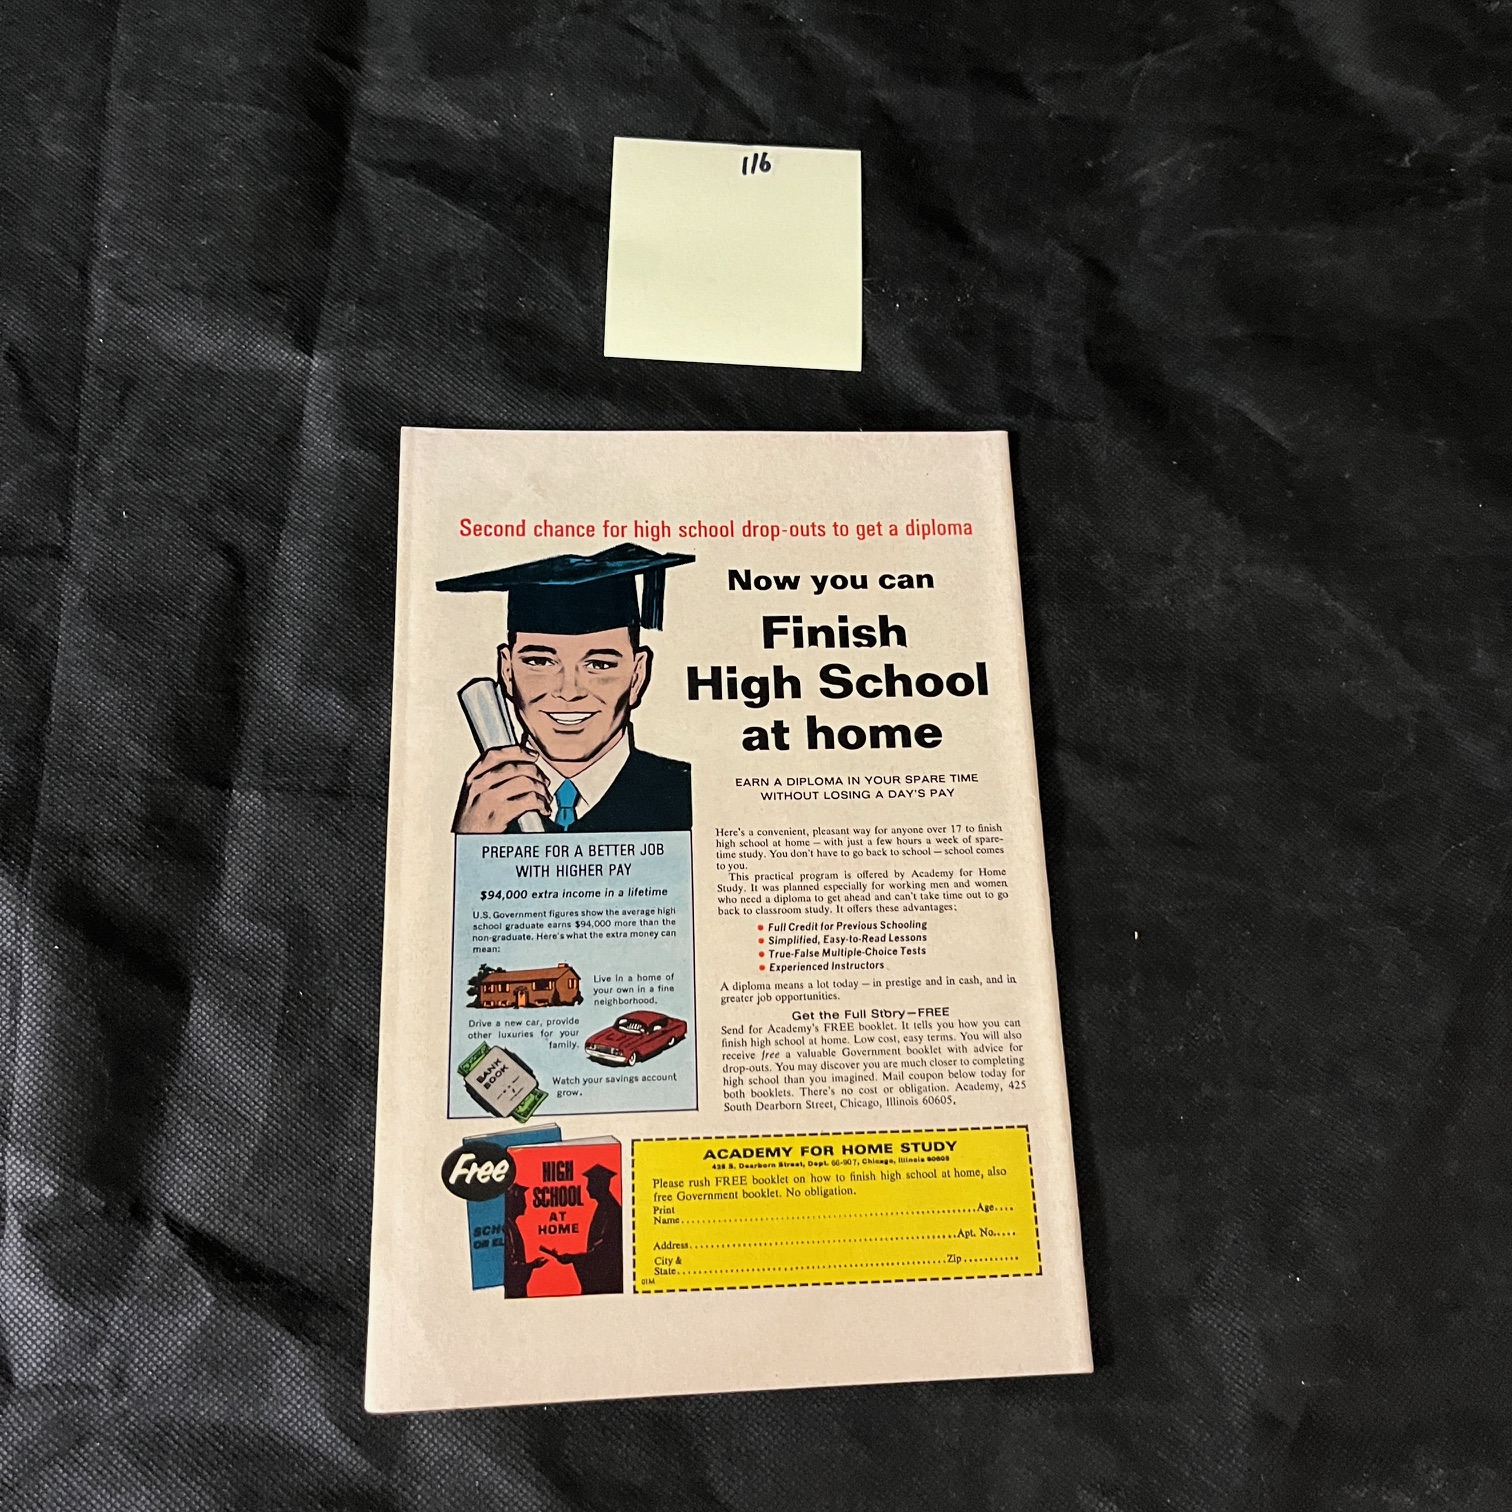 116
Second chance for high school drop-outs to get a diploma
Now you can
Finish
High School
at home
EARN A DIPLOMA IN YOUR SPARE TIME
WITHOUT LOSING A DAY'S PAY
PREPARE FOR A BETTER JOB
WITH HIGHER PAY
$94,000 extra income in a lifetime
U.S. Government figures show the average high
school graduate earns $94,000 more than the
non-graduate. Here's what the extra money can
mean:
Live in a home of
your own in a fine
neighborhood.
Drive a new car, provide
other luxuries for your
family.
BANK
BOOK
Watch your savings account
grow.
Here's a convenient, pleasant way for anyone over 17 to finish
high school at home — with just a few hours a week of spare-
time study. You don't have to go back to school — school comes
to you.
This practical program is offered by Academy for Home
Study. It was planned especially for working men and women
who need a diploma to get ahead and can't take time out to go
back to classroom study. It offers these advantages:
• Full Credit for Previous Schooling
• Simplified, Easy-to-Read Lessons
• True-False Multiple-Choice Tests
• Experienced Instructors
A diploma means a lot today — in prestige and in cash, and in
greater job opportunities.
Get the Full Story—FREE
Send for Academy's FREE booklet. It tells you how you can
finish high school at home. Low cost, easy terms. You will also
receive free a valuable Government booklet with advice for
drop-outs. You may discover you are much closer to completing
high school than you imagined. Mail coupon below today for
both booklets. There's no cost or obligation. Academy, 425
South Dearborn Street, Chicago, Illinois 60605.
Free
HIGH
SCHOOL
AT
HOME
ACADEMY FOR HOME STUDY
425 S. Dearborn Street, Dept. 66-907, Chicago, Illinois 60605
Please rush FREE booklet on how to finish high school at home, also
free Government booklet. No obligation.
Print
Name.....Age....
Address.....Apt. No.....
City &
State.....Zip...........
01M